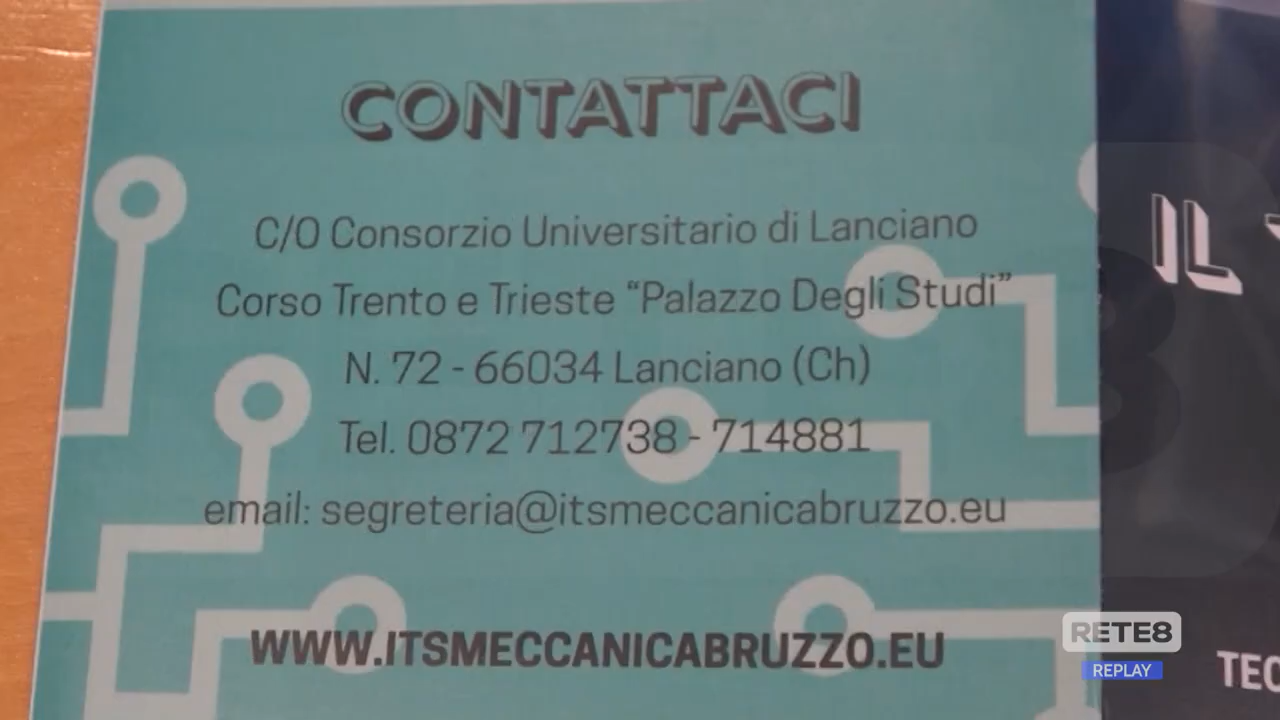 CONTATTACI
C/O Consorzio Universitario di Lanciano
Corso Trento e Trieste “Palazzo Degli Studi”
N. 72 - 66034 Lanciano (Ch)
Tel. 0872 712738 - 714881
email: segreteria@itsmeccanicabruzzo.eu
WWW.ITSMECCANICABRUZZO.EU
IL
RETE8
REPLAY